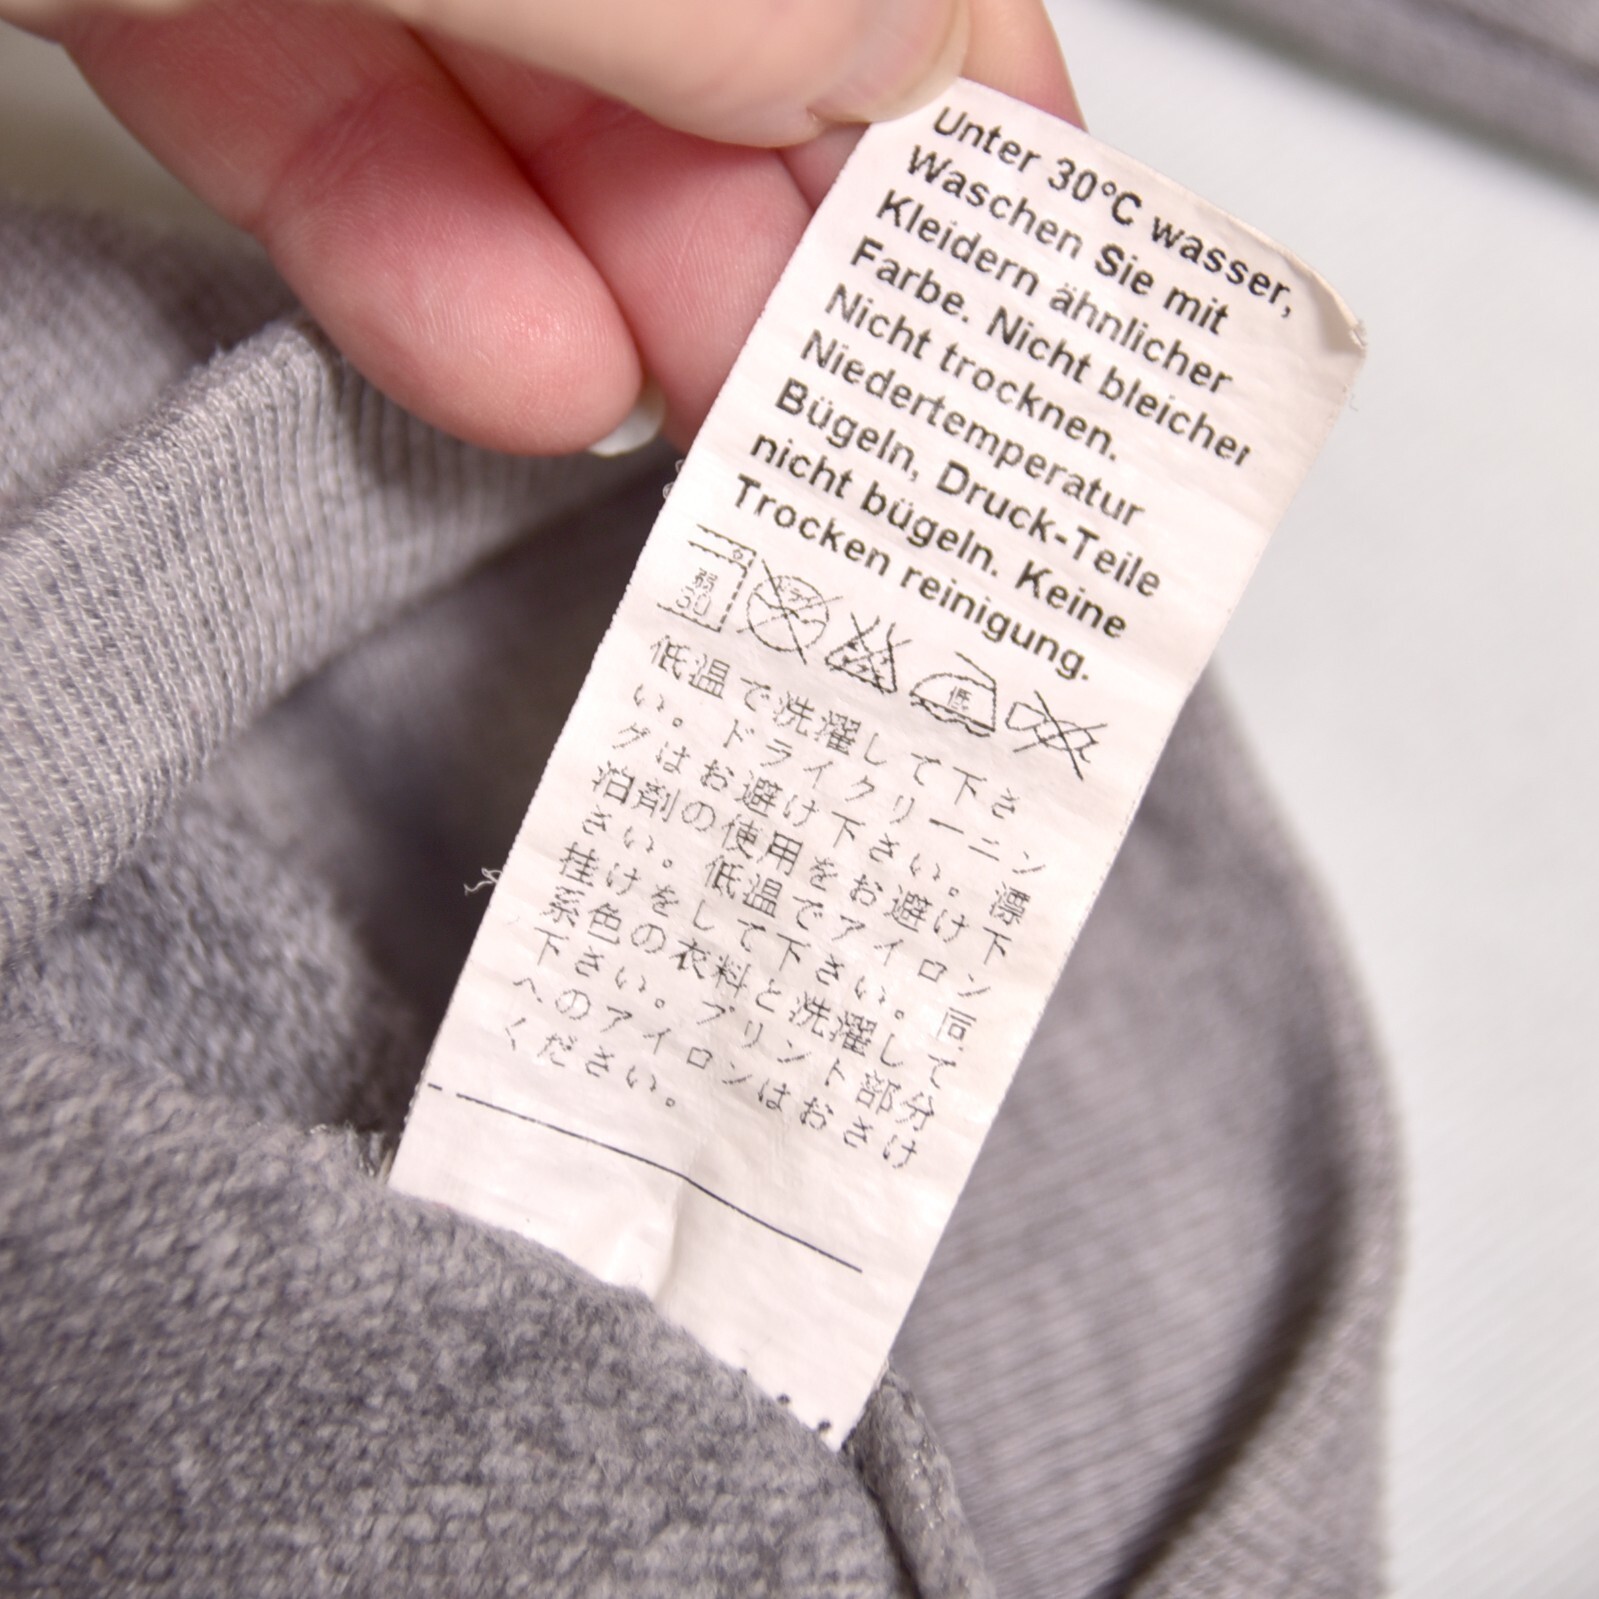 Unter 30°C wasser,
Waschen Sie mit
Kleidern ähnlicher
Farbe. Nicht bleicher
Nicht trocknen.
Niedertemperatur
Bügeln, Druck-Teile
nicht bügeln. Keine
Trocken reinigung.
弱 30 低
低温で洗濯して下さ
い。ドライクリーニン
グはお避け下さい。漂
泊剤の使用をお避け下
さい。低温でアイロン
掛けをして下さい。同
系色の衣料と洗濯して
下さい。プリント部分
へのアイロンはおさけ
ください。